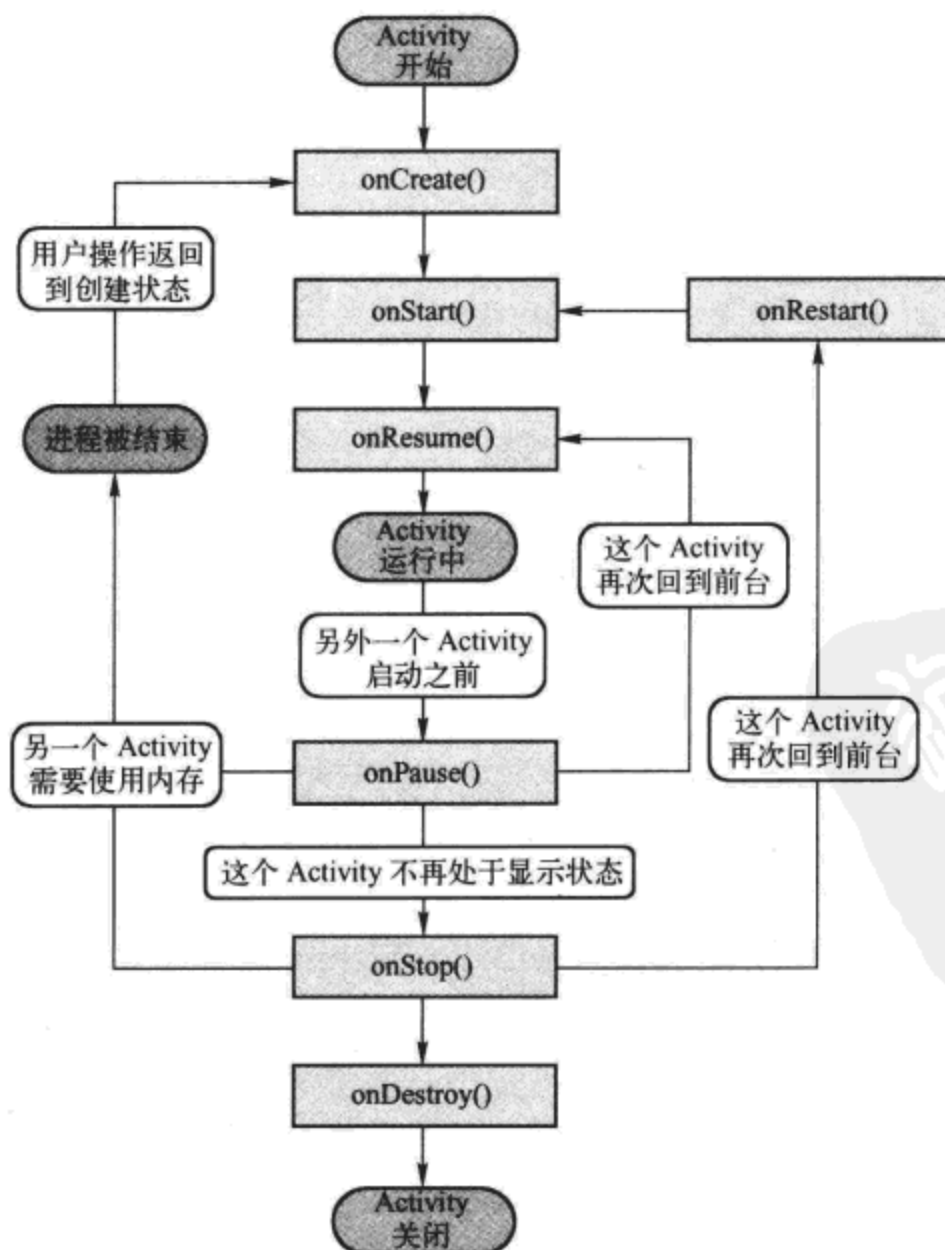 Activity
开始
onCreate()
用户操作返回
到创建状态
onStart()
onRestart()
进程被结束
onResume()
Activity
运行中
这个 Activity
再次回到前台
另外一个 Activity
启动之前
这个 Activity
再次回到前台
另一个 Activity
需要使用内存
onPause()
这个 Activity 不再处于显示状态
onStop()
onDestroy()
Activity
关闭